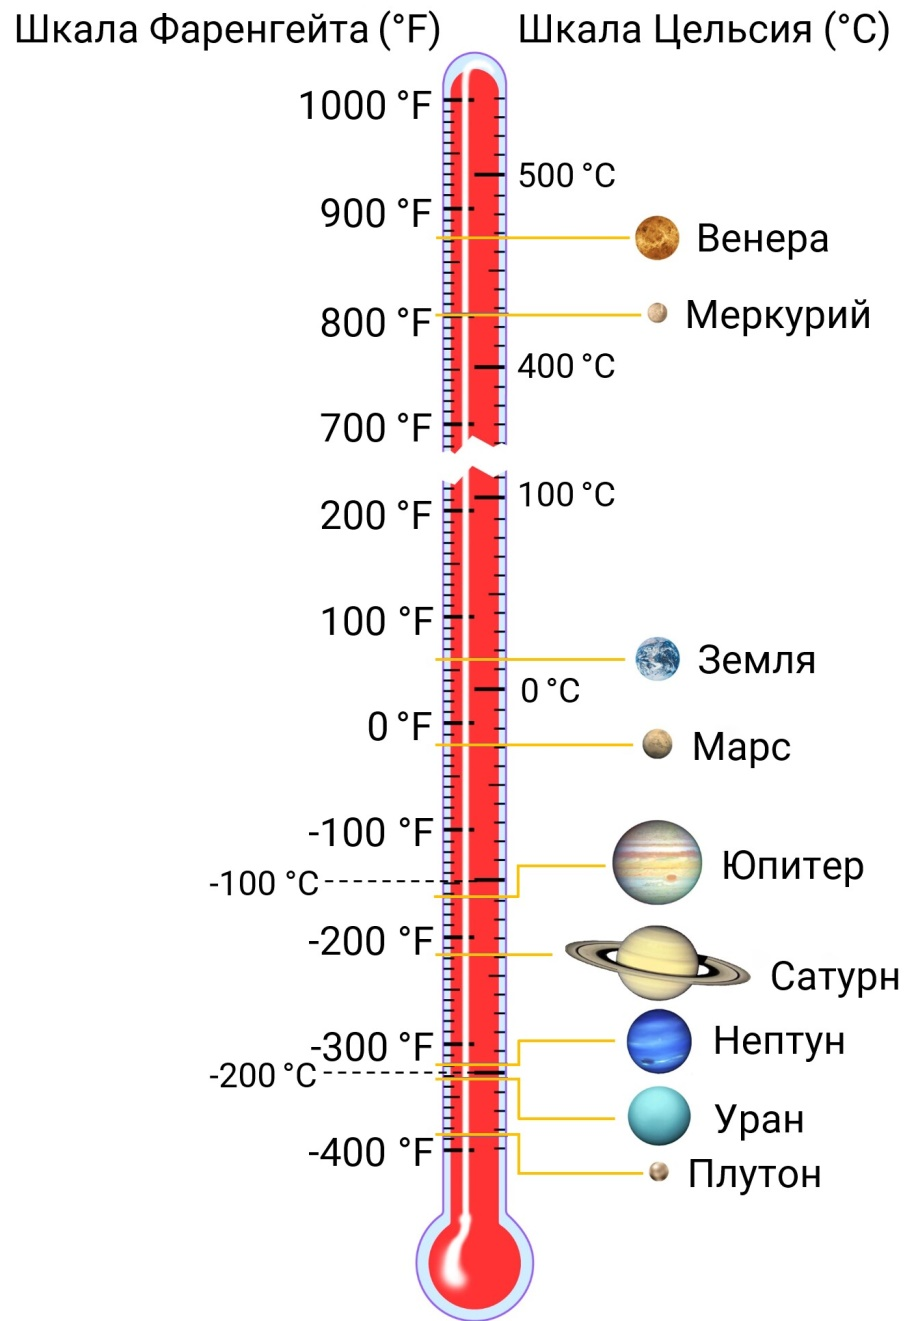 Шкала Фаренгейта (°F)
Шкала Цельсия (°C)
1000 °F
500 °C
900 °F
Венера
Меркурий
800 °F
400 °C
700 °F
100 °C
200 °F
100 °F
Земля
0 °C
0 °F
Марс
-100 °F
Юпитер
-100 °C
-200 °F
Сатурн
-300 °F
Нептун
-200 °C
Уран
-400 °F
Плутон